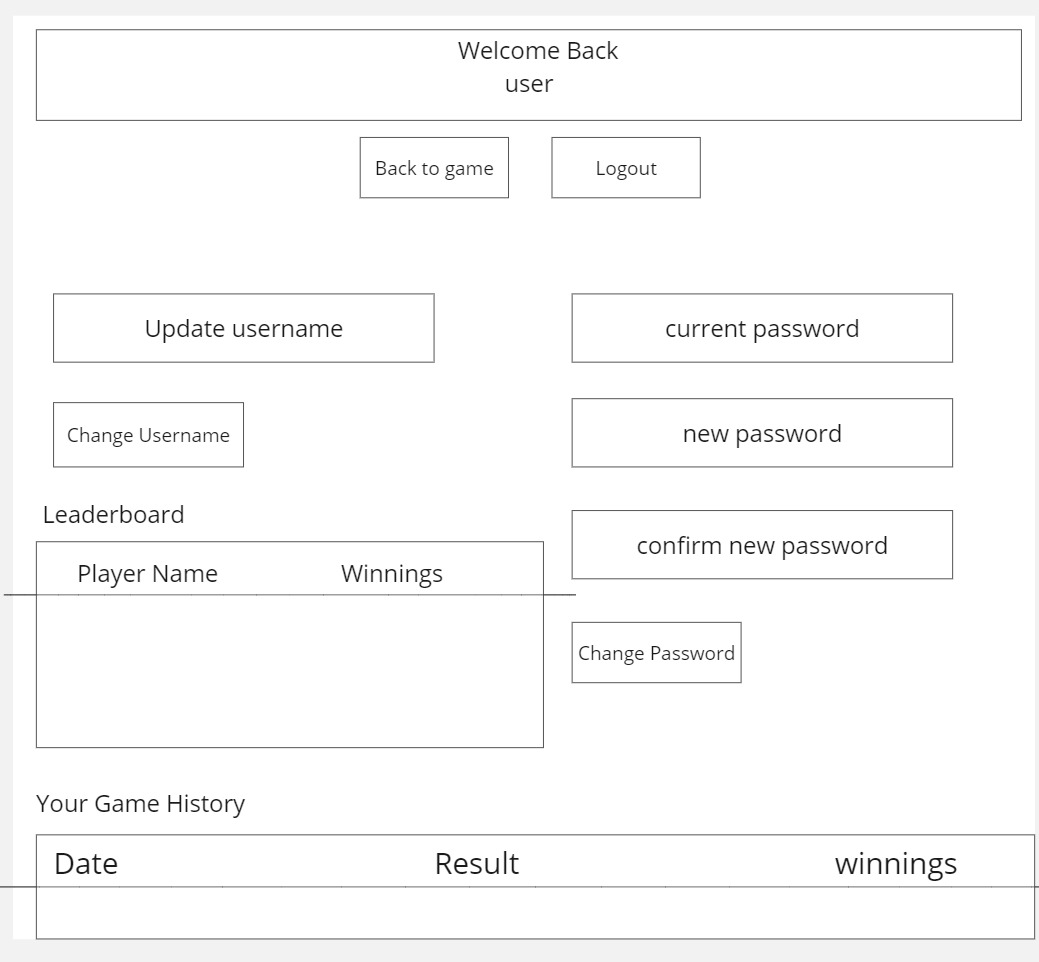 Welcome Back
user
Back to game
Logout
Update username
current password
Change Username
new password
Leaderboard
confirm new password
Player Name
Winnings
Change Password
Your Game History
Date
Result
winnings